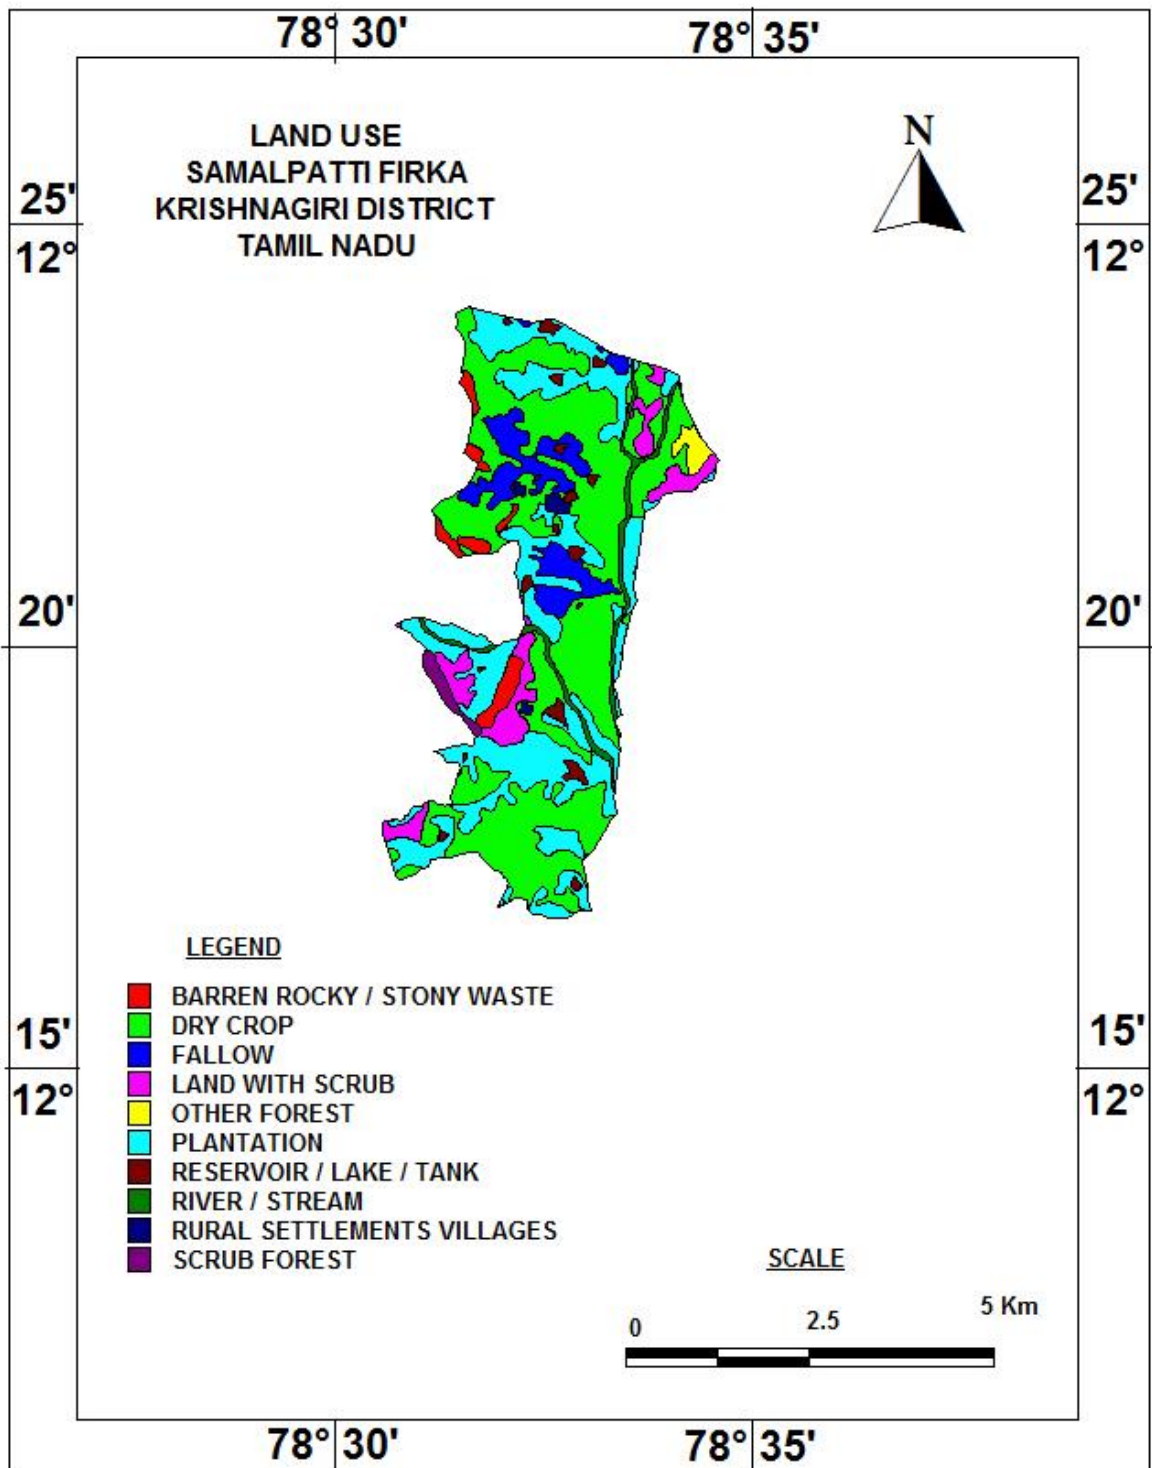 78° 30' 78° 35'
LAND USE
SAMALPATTI FIRKA
KRISHNAGIRI DISTRICT
TAMIL NADU
N
25' 25'
12° 12°
20' 20'
LEGEND
BARREN ROCKY / STONY WASTE
DRY CROP
FALLOW
LAND WITH SCRUB
OTHER FOREST
PLANTATION
RESERVOIR / LAKE / TANK
RIVER / STREAM
RURAL SETTLEMENTS VILLAGES
SCRUB FOREST
15' 15'
12° 12°
SCALE
0 2.5 5 Km
78° 30' 78° 35'